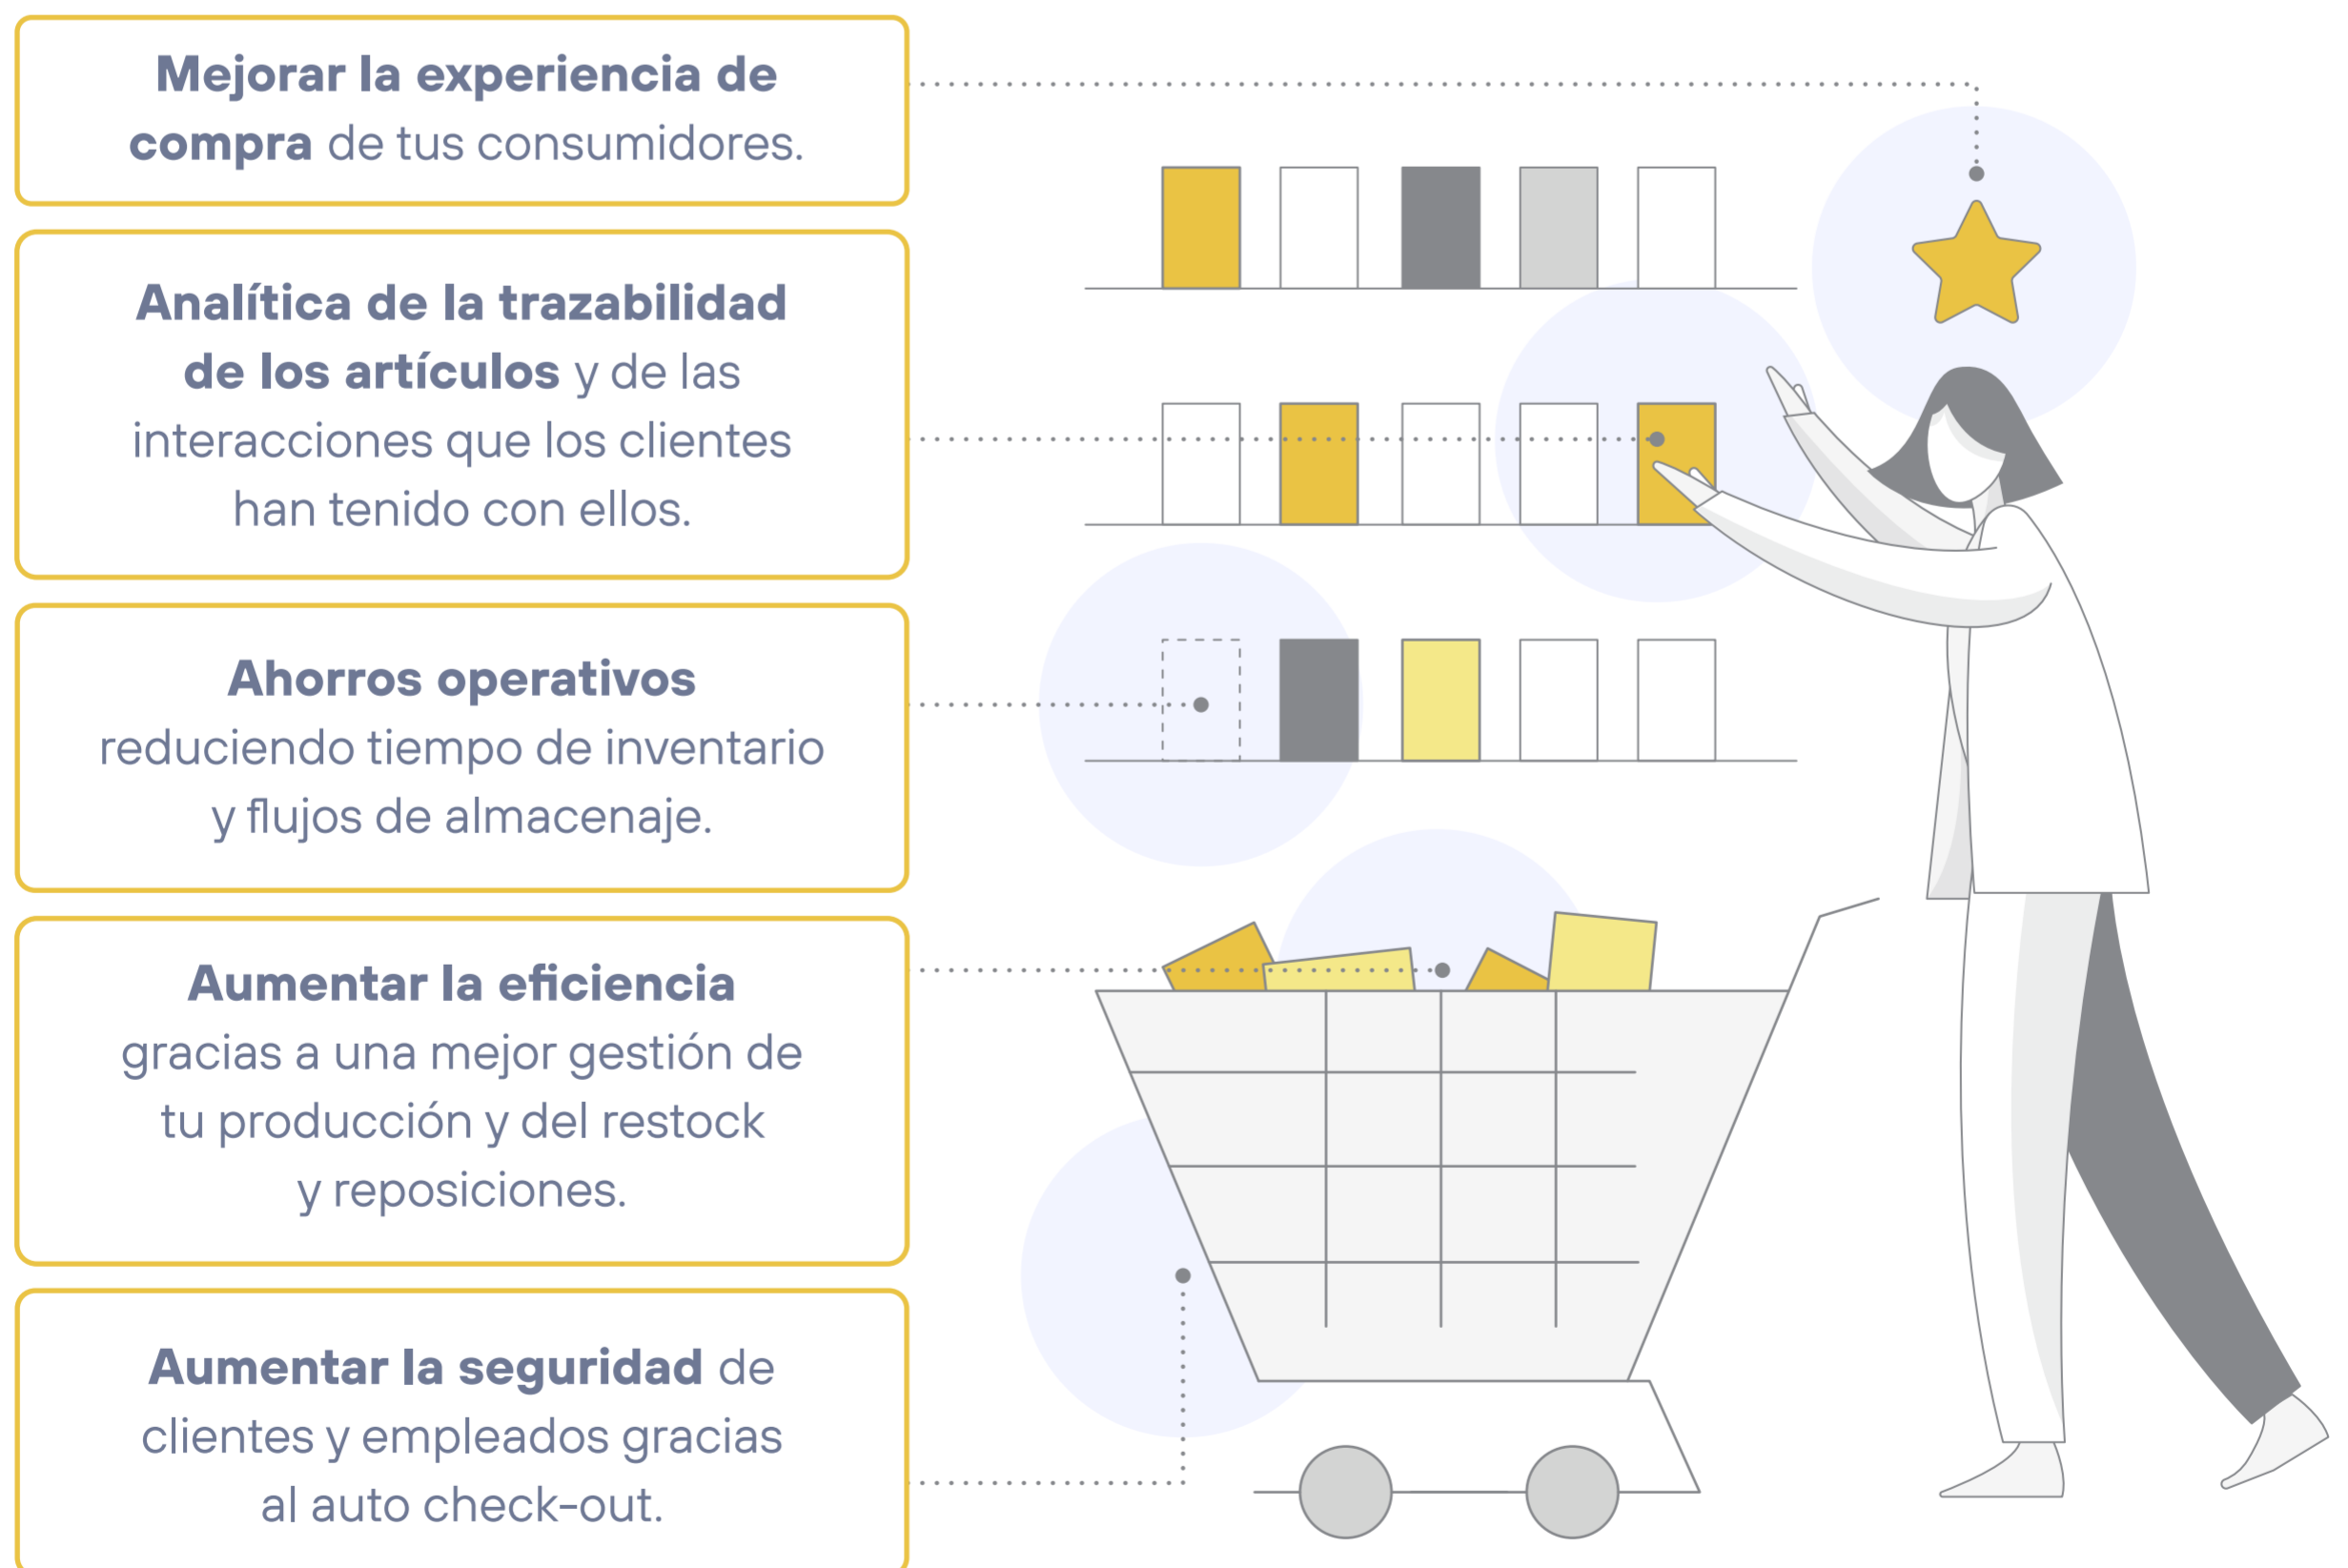 Mejorar la experiencia de
compra de tus consumidores.
Analítica de la trazabilidad
de los artículos y de las
interacciones que los clientes
han tenido con ellos.
Ahorros operativos
reduciendo tiempo de inventario
y flujos de almacenaje.
Aumentar la eficiencia
gracias a una mejor gestión de
tu producción y del restock
y reposiciones.
Aumentar la seguridad de
clientes y empleados gracias
al auto check-out.